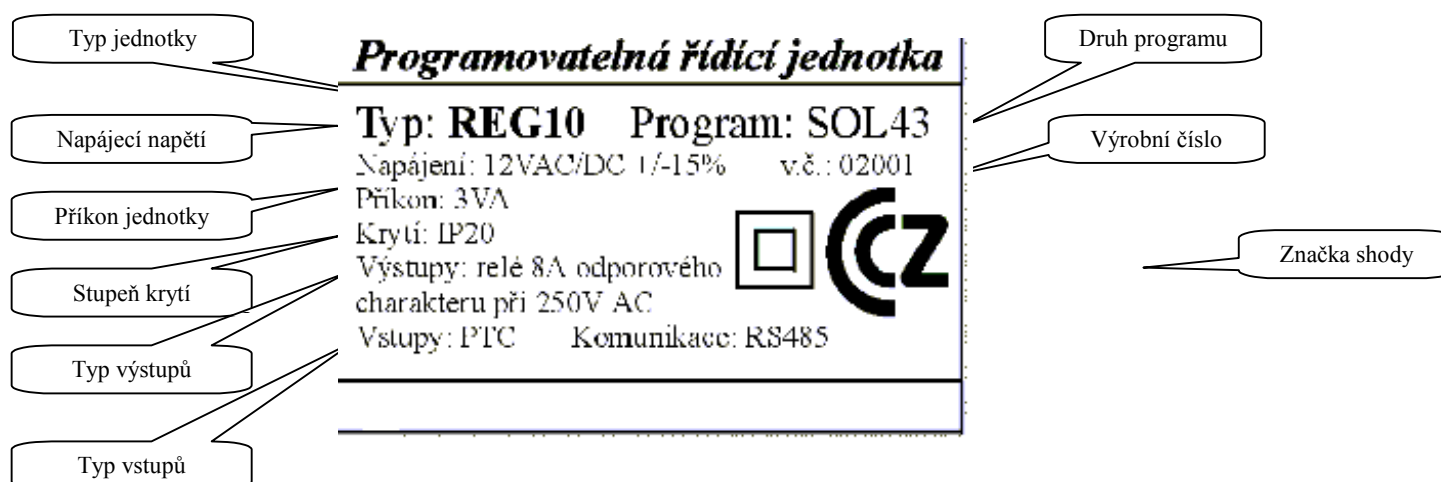 Typ jednotky
Napájecí napětí
Příkon jednotky
Stupeň krytí
Typ výstupů
Typ vstupů
Programovatelná řídící jednotka
Typ: REG10 Program: SOL43
Napájení: 12VAC/DC +/-15% v.č.: 02001
Příkon: 3VA
Krytí: IP20
Výstupy: relé 8A odporového
charakteru při 250V AC
Vstupy: PTC Komunikace: RS485
CCZ
Druh programu
Výrobní číslo
Značka shody